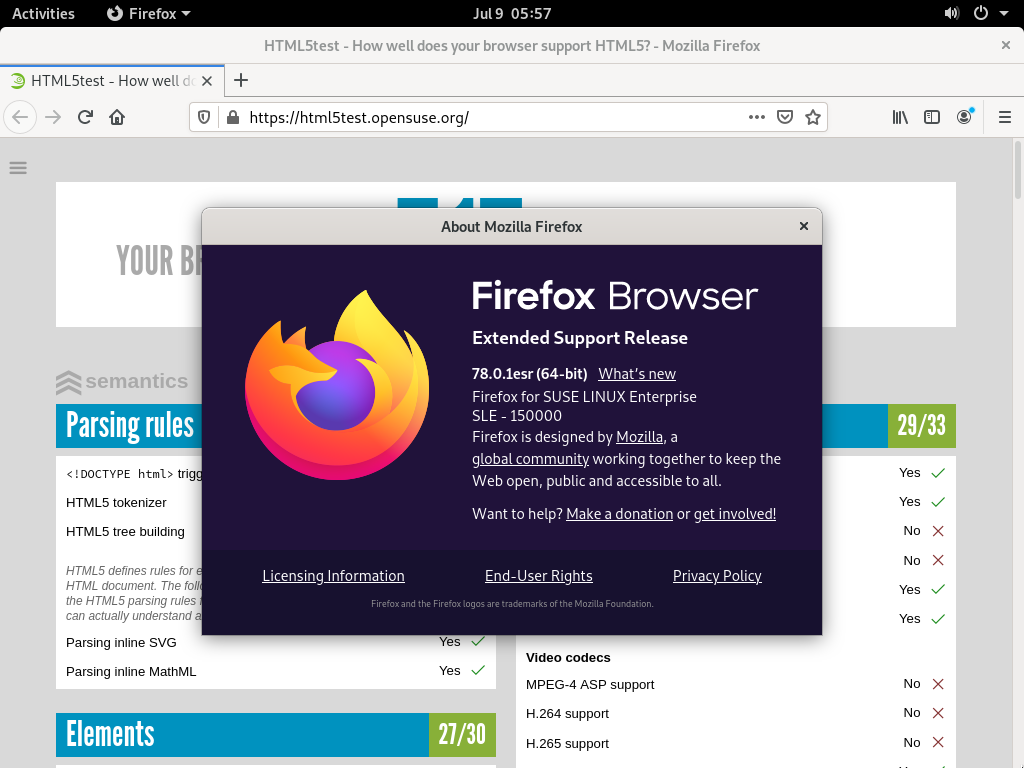 Activities Firefox Jul 9 05:57
HTML5test - How well does your browser support HTML5? - Mozilla Firefox
HTML5test - How well do
https://html5test.opensuse.org/
YOUR BR
About Mozilla Firefox
Firefox Browser
Extended Support Release
78.0.1esr (64-bit) What's new
Firefox for SUSE LINUX Enterprise
SLE - 150000
Firefox is designed by Mozilla, a
global community working together to keep the
Web open, public and accessible to all.
Want to help? Make a donation or get involved!
Licensing Information End-User Rights Privacy Policy
Firefox and the Firefox logos are trademarks of the Mozilla Foundation.
semantics
Parsing rules
<!DOCTYPE html> trigg
HTML5 tokenizer
HTML5 tree building
HTML5 defines rules for e
HTML document. The follo
the HTML5 parsing rules f
can actually understand a
Parsing inline SVG Yes
Parsing inline MathML Yes
Elements 27/30
29/33
Yes
Yes
No
No
Yes
Yes
Video codecs
MPEG-4 ASP support No
H.264 support No
H.265 support No